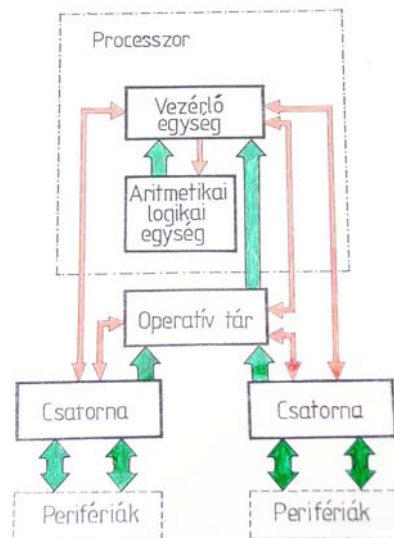 Processzor
Vezérlő
egység
Aritmetikai
logikai
egység
Operatív tár
Csatorna
Csatorna
Perifériák
Perifériák